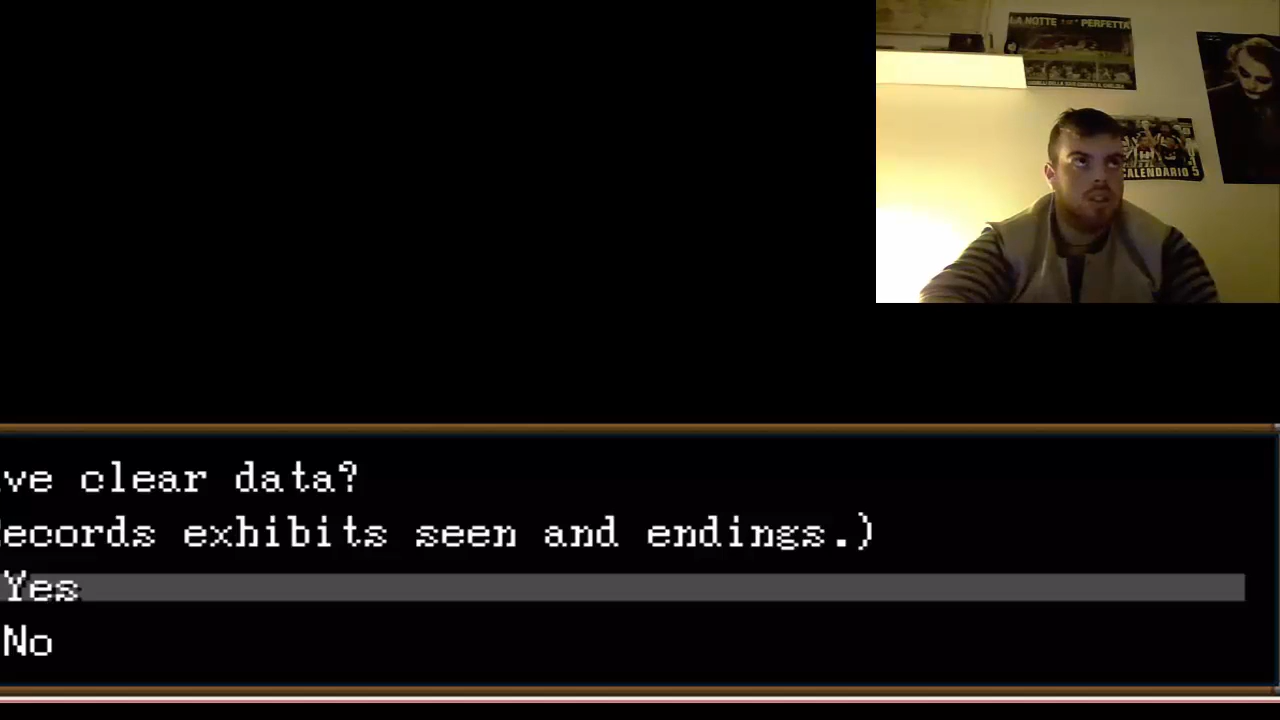 LA NOTTE PERFETTA
CALENDARIO 5
ve clear data?
ecords exhibits seen and endings.)
Yes
No